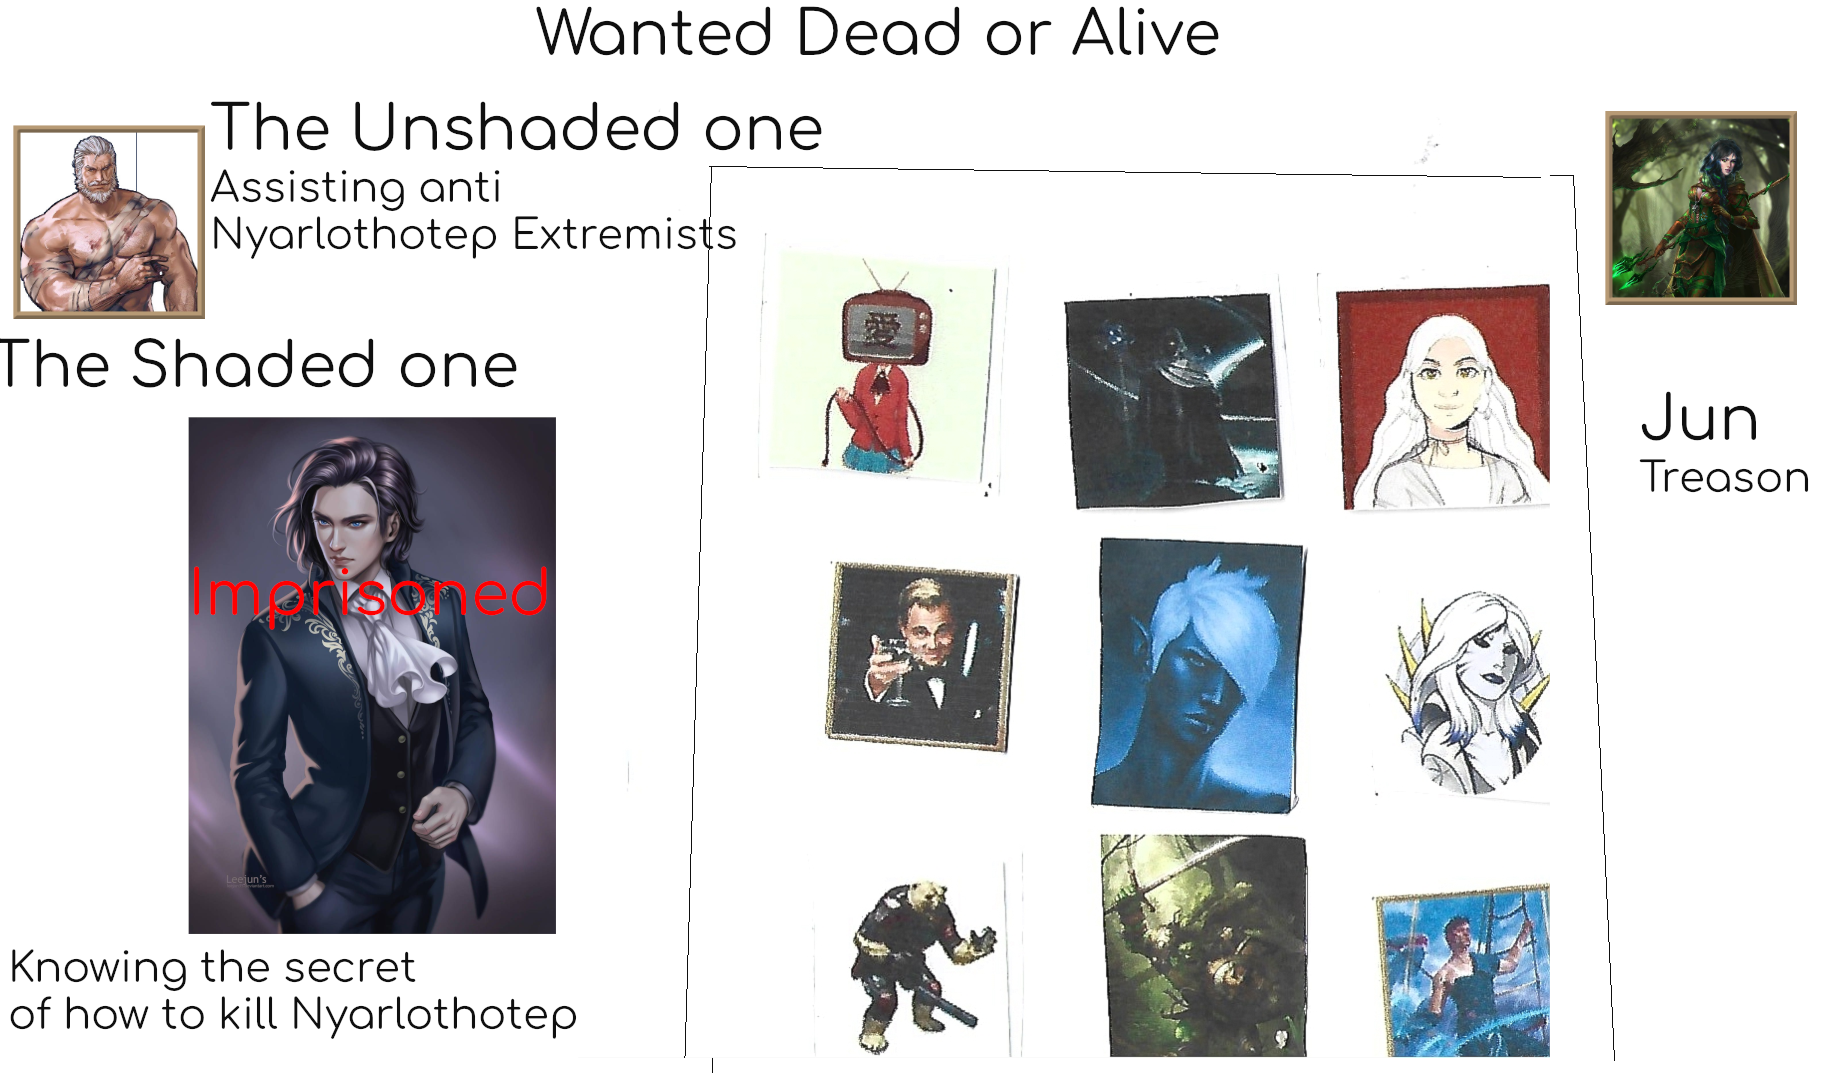 Wanted Dead or Alive
The Unshaded one
Assisting anti
Nyarlothotep Extremists
The Shaded one
愛
Jun
Treason
Imprisoned
Leejun's
Knowing the secret
of how to kill Nyarlothotep